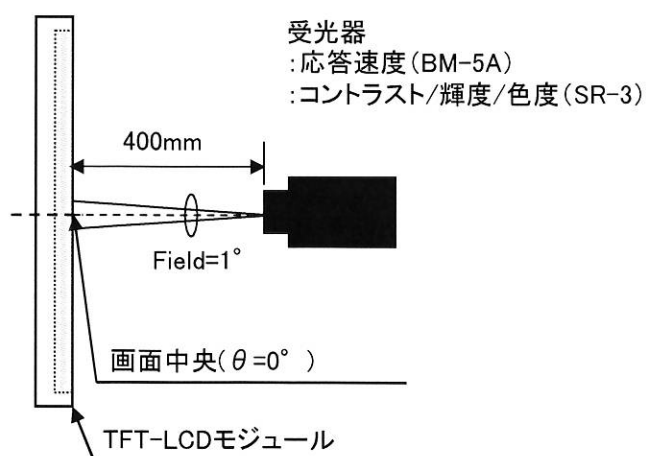 受光器
:応答速度(BM-5A)
:コントラスト/輝度/色度(SR-3)
400mm
Field=1°
画面中央(θ=0° )
TFT-LCDモジュール